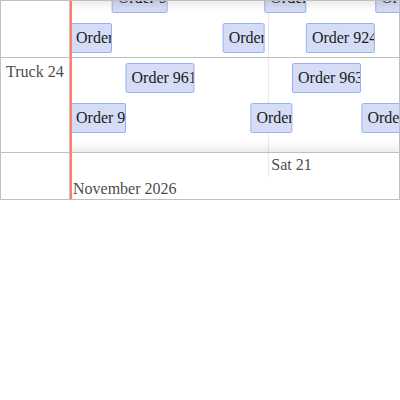 Order
Order
Order 924
Truck 24
Order 961
Order 963
Order 9
Order
Orde
Sat 21
November 2026